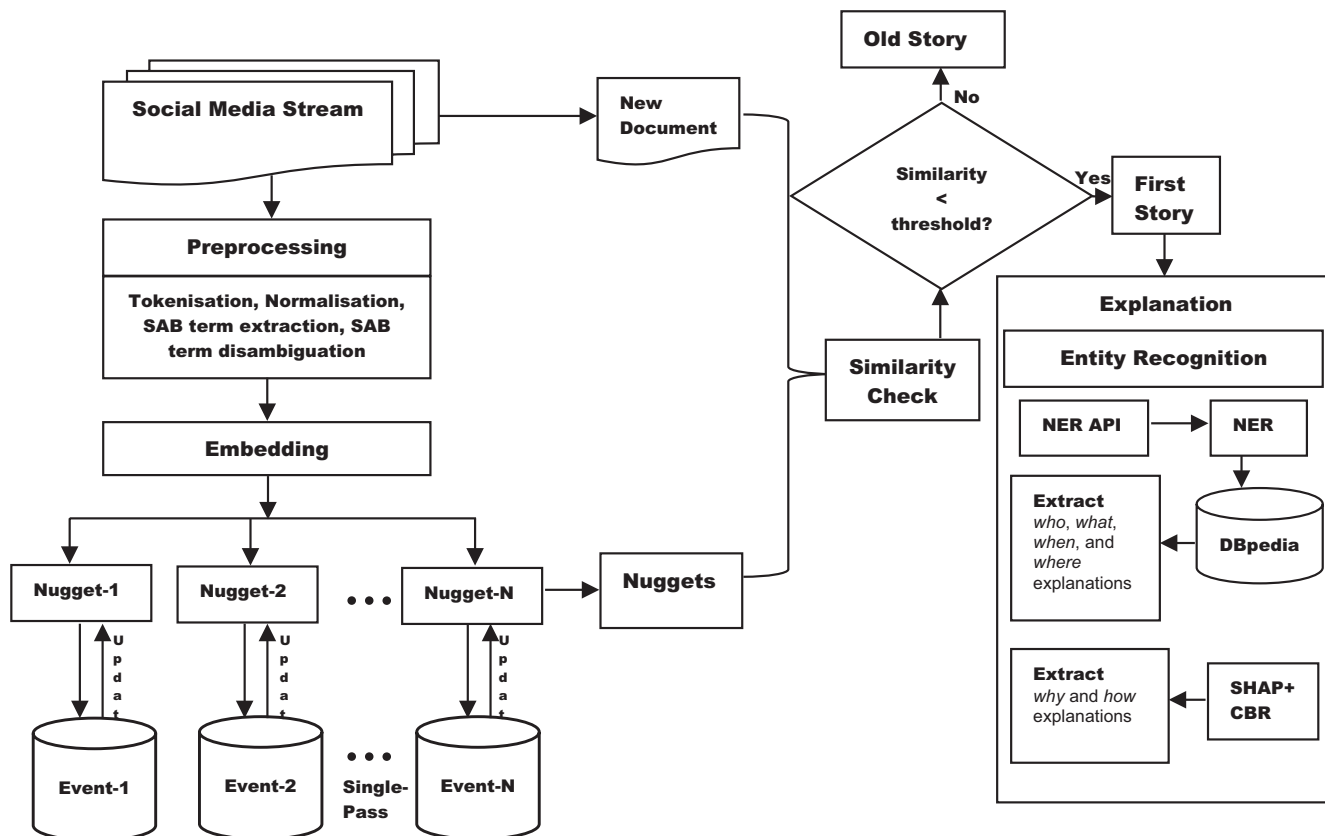 Old Story
No
Social Media Stream
New
Document
Similarity
<
threshold?
Yes
First
Story
Preprocessing
Tokenisation, Normalisation,
SAB term extraction, SAB
term disambiguation
Embedding
Similarity
Check
Explanation
Entity Recognition
NER API
NER
Extract
who, what,
when, and
where
explanations
DBpedia
Nugget-1
Nugget-2
•••
Nugget-N
Nuggets
Updat
Updat
Updat
Extract
why and how
explanations
SHAP+
CBR
Event-1
Event-2
•••
Single-
Pass
Event-N